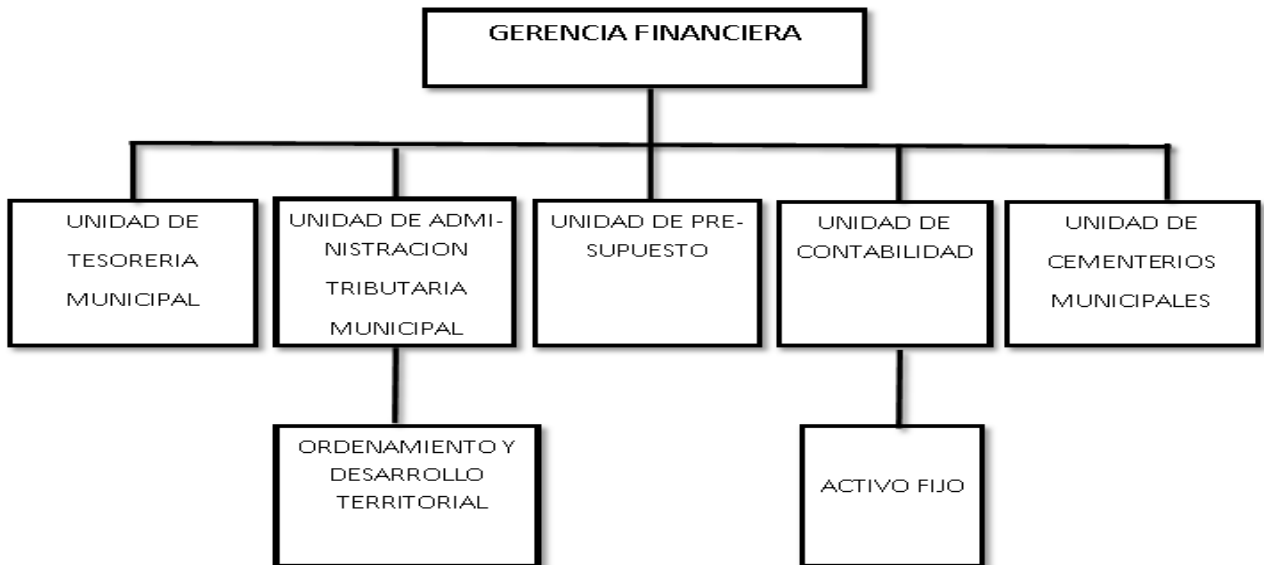 GERENCIA FINANCIERA
UNIDAD DE
TESORERIA
MUNICIPAL
UNIDAD DE ADMI-
NISTRACION
TRIBUTARIA
MUNICIPAL
UNIDAD DE PRE-
SUPUESTO
UNIDAD DE
CONTABILIDAD
UNIDAD DE
CEMENTERIOS
MUNICIPALES
ORDENAMIENTO Y
DESARROLLO
TERRITORIAL
ACTIVO FIJO